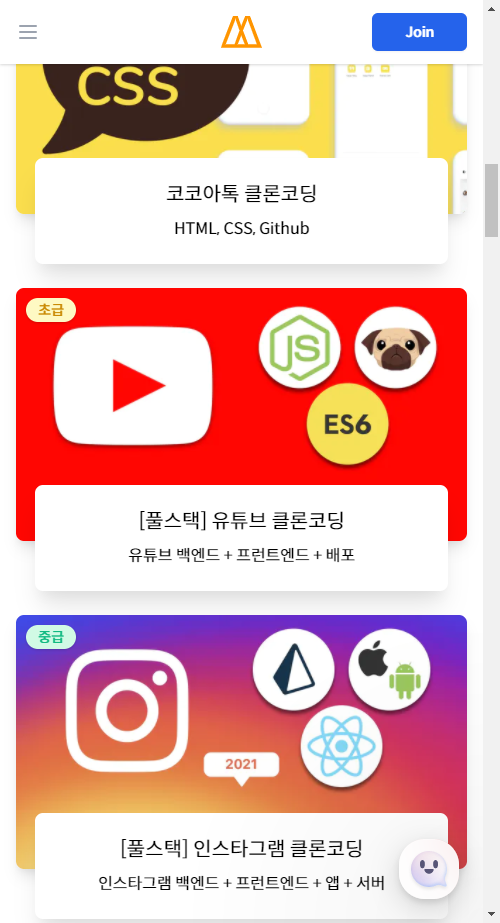 Join
CSS
코코아톡 클론코딩
HTML, CSS, Github
초급
JS
ES6
[풀스택] 유튜브 클론코딩
유튜브 백엔드 + 프런트엔드 + 배포
중급
2021
[풀스택] 인스타그램 클론코딩
인스타그램 백엔드 + 프런트엔드 + 앱 + 서버